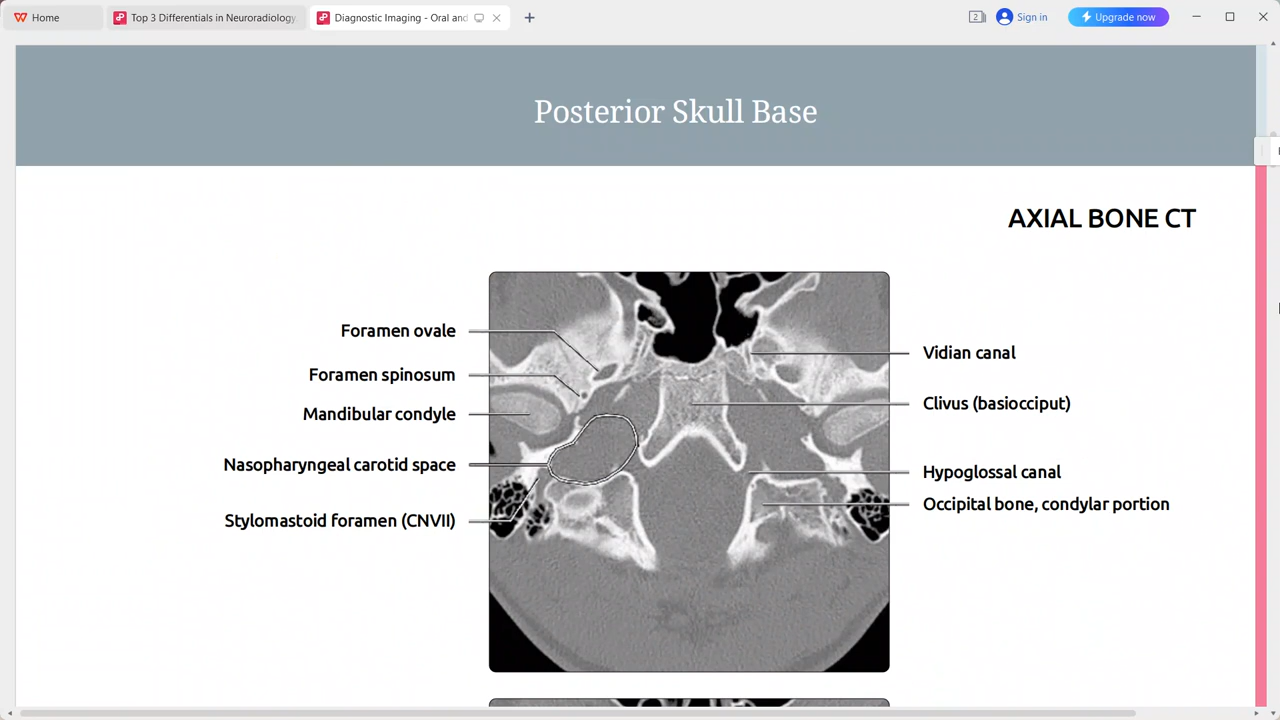 Home
Top 3 Differentials in Neuroradiology.
Diagnostic Imaging - Oral and
2
Sign in
Upgrade now
Posterior Skull Base
AXIAL BONE CT
Foramen ovale
Foramen spinosum
Mandibular condyle
Nasopharyngeal carotid space
Stylomastoid foramen (CNVII)
Vidian canal
Clivus (basiocciput)
Hypoglossal canal
Occipital bone, condylar portion